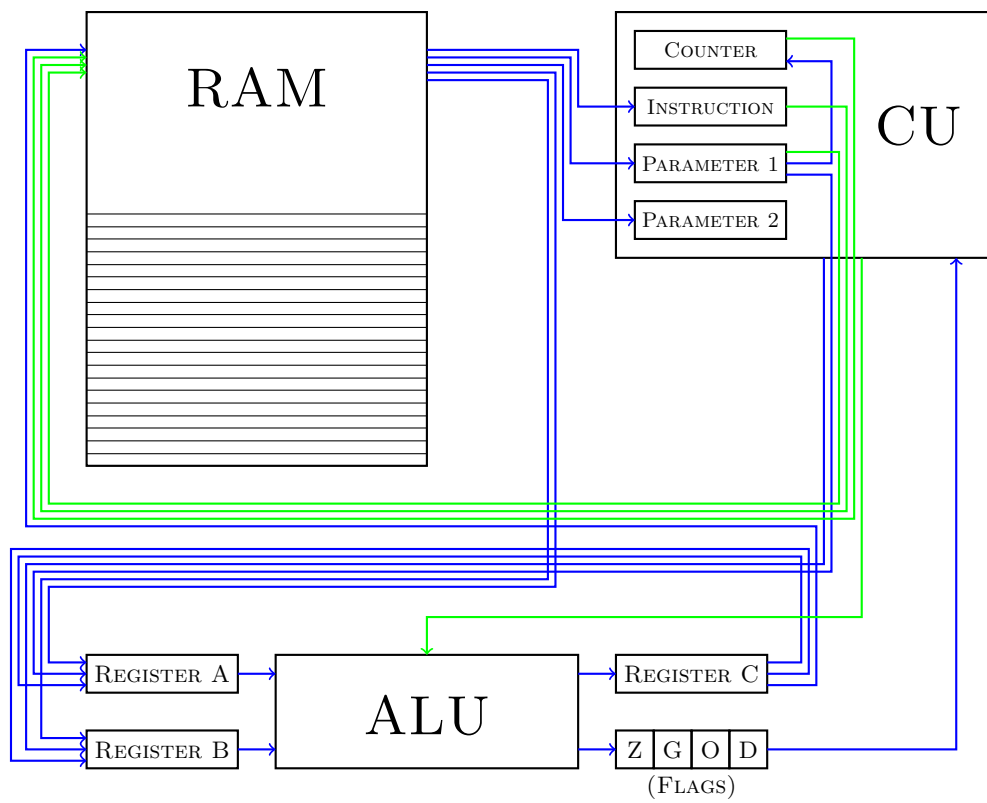 RAM
COUNTER
INSTRUCTION
PARAMETER 1
PARAMETER 2
CU
REGISTER A
REGISTER B
ALU
REGISTER C
Z G O D
(FLAGS)